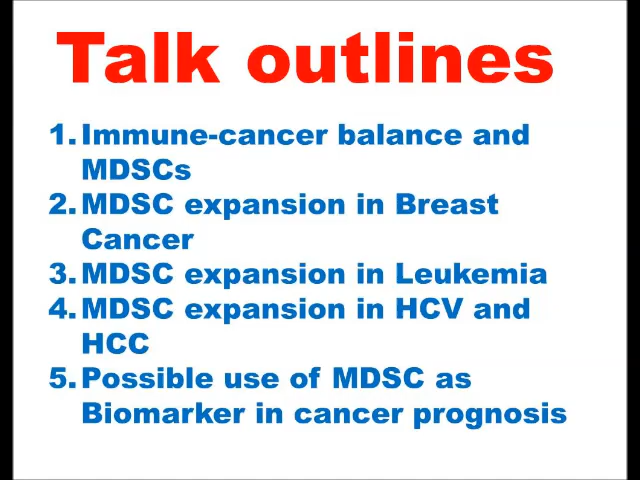 Talk outlines
1. Immune-cancer balance and
MDSCs
2. MDSC expansion in Breast
Cancer
3. MDSC expansion in Leukemia
4. MDSC expansion in HCV and
HCC
5. Possible use of MDSC as
Biomarker in cancer prognosis